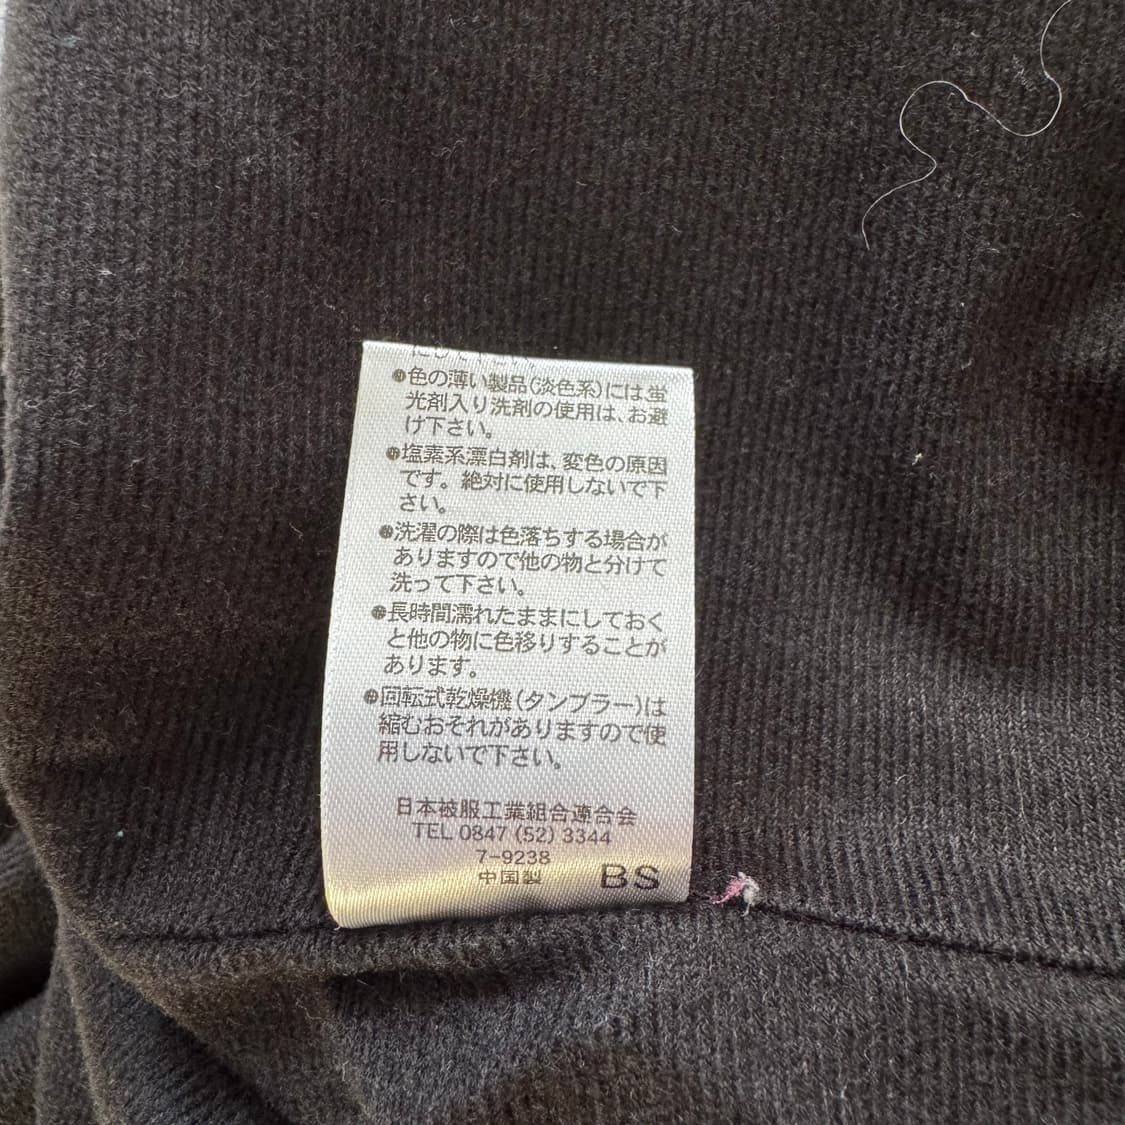 ●色の薄い製品(淡色系)には、蛍
光剤入り洗剤の使用は、お避
け下さい。
●塩素系漂白剤は、変色の原因
です。絶対に使用しないで下
さい。
●洗濯の際は色落ちする場合が
ありますので他の物と分けて
洗って下さい。
●長時間濡れたままにしておく
と他の物に色移りすることが
あります。
●回転式乾燥機(タンブラー)は
縮むおそれがありますので使
用しないで下さい。
日本被服工業組合連合会
TEL 0847 (52) 3344
7-9238
中国製 BS